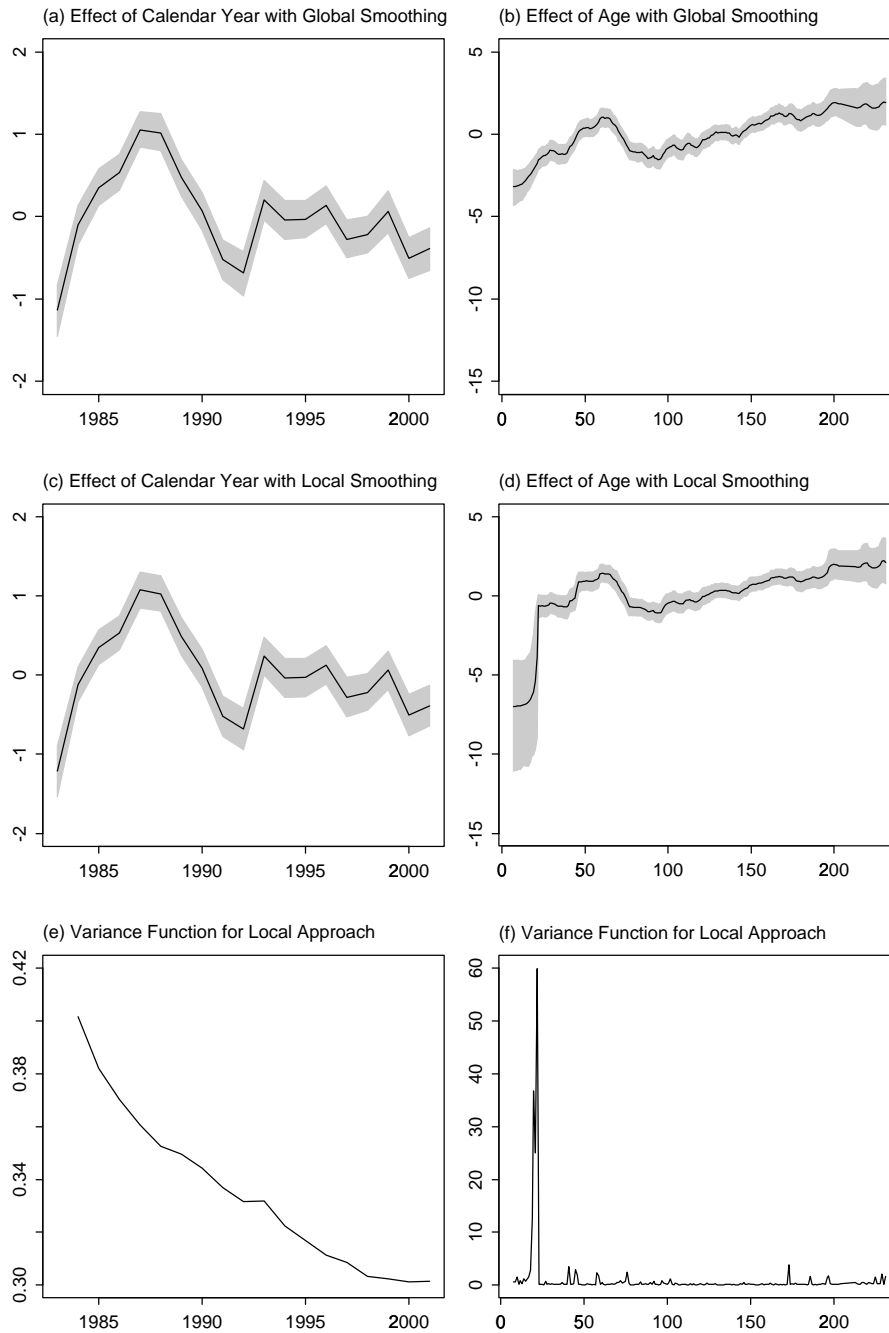 (a) Effect of Calendar Year with Global Smoothing
2
1
0
-1
-2
1985 1990 1995 2000
(b) Effect of Age with Global Smoothing
5
0
-5
-10
-15
0 50 100 150 200
(c) Effect of Calendar Year with Local Smoothing
2
1
0
-1
-2
1985 1990 1995 2000
(d) Effect of Age with Local Smoothing
5
0
-5
-10
-15
0 50 100 150 200
(e) Variance Function for Local Approach
0.42
0.38
0.34
0.30
1985 1990 1995 2000
(f) Variance Function for Local Approach
60
50
40
30
20
10
0
0 50 100 150 200